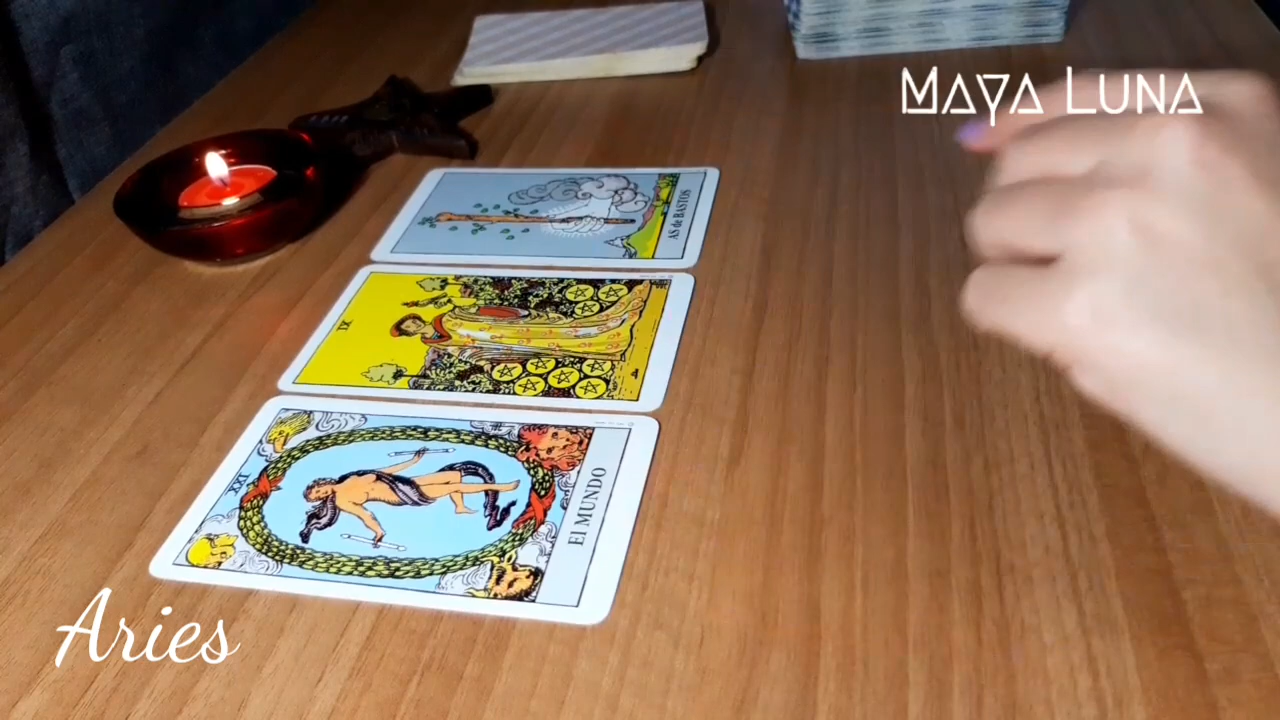 MAYA LUNA
AS de BASTOS
IX
XXI
El MUNDO
Aries